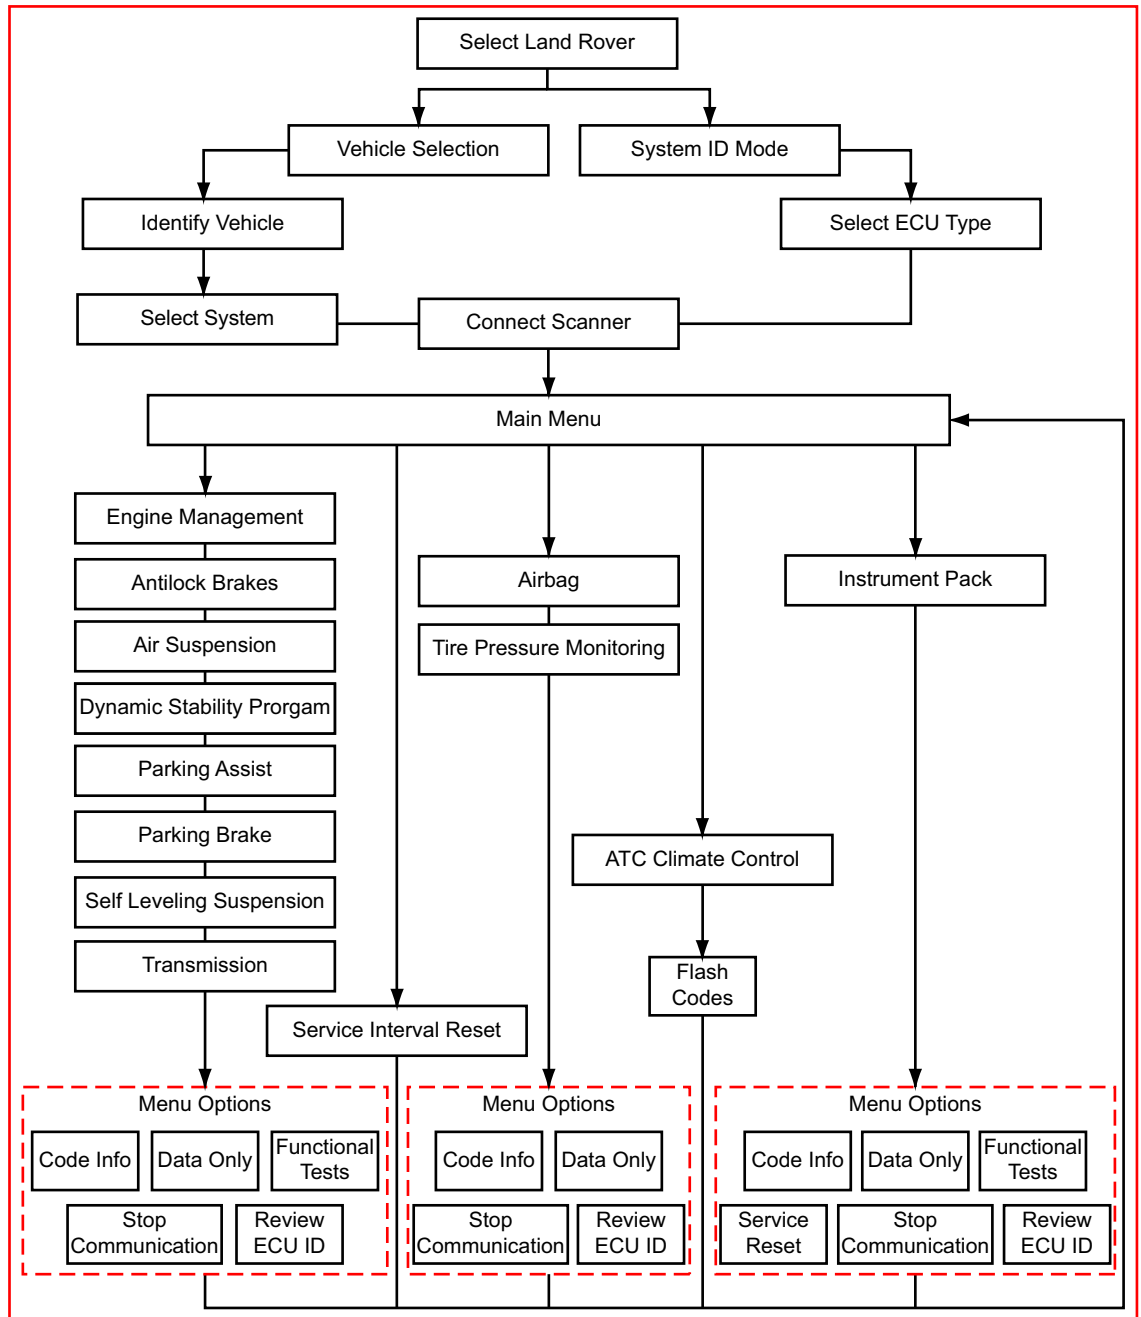 Select Land Rover
Vehicle Selection
System ID Mode
Identify Vehicle
Select ECU Type
Select System
Connect Scanner
Main Menu
Engine Management
Antilock Brakes
Air Suspension
Dynamic Stability Prorgam
Parking Assist
Parking Brake
Self Leveling Suspension
Transmission
Service Interval Reset
Airbag
Tire Pressure Monitoring
ATC Climate Control
Flash
Codes
Instrument Pack
Menu Options
Code Info
Data Only
Functional
Tests
Stop
Communication
Review
ECU ID
Menu Options
Code Info
Data Only
Stop
Communication
Review
ECU ID
Menu Options
Code Info
Data Only
Functional
Tests
Service
Reset
Stop
Communication
Review
ECU ID